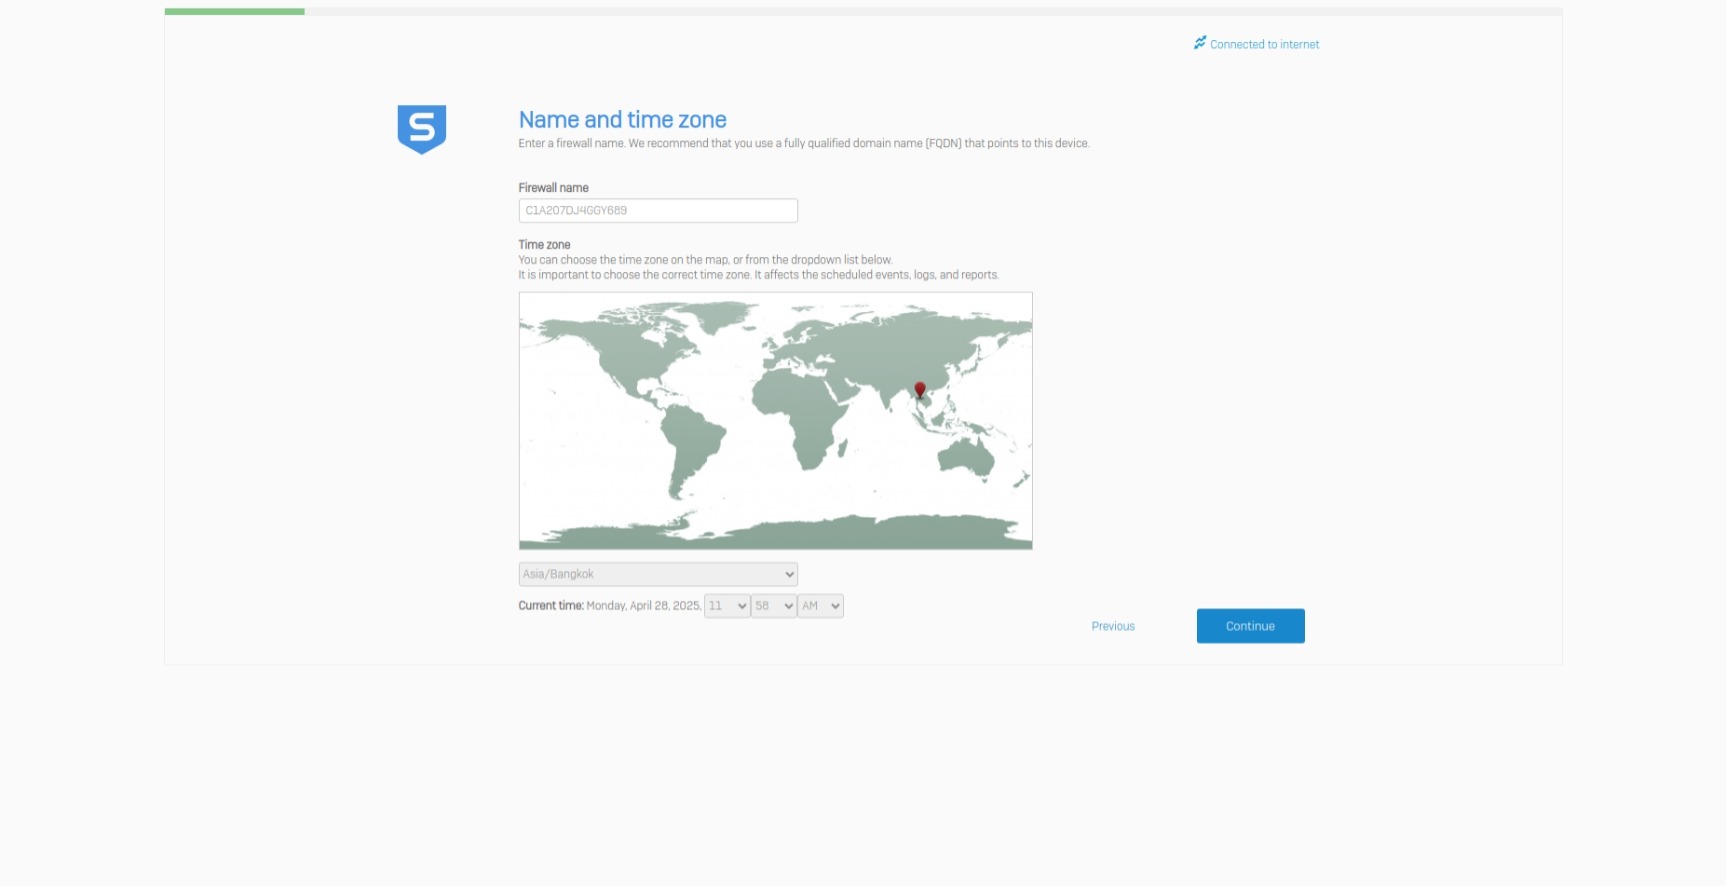 Connected to internet
S
Name and time zone
Enter a firewall name. We recommend that you use a fully qualified domain name (FQDN) that points to this device.
Firewall name
C1A207DJ4GGY689
Time zone
You can choose the time zone on the map, or from the dropdown list below.
It is important to choose the correct time zone. It affects the scheduled events, logs, and reports.
Asia/Bangkok
Current time: Monday, April 28, 2025, 11 58 AM
Previous
Continue